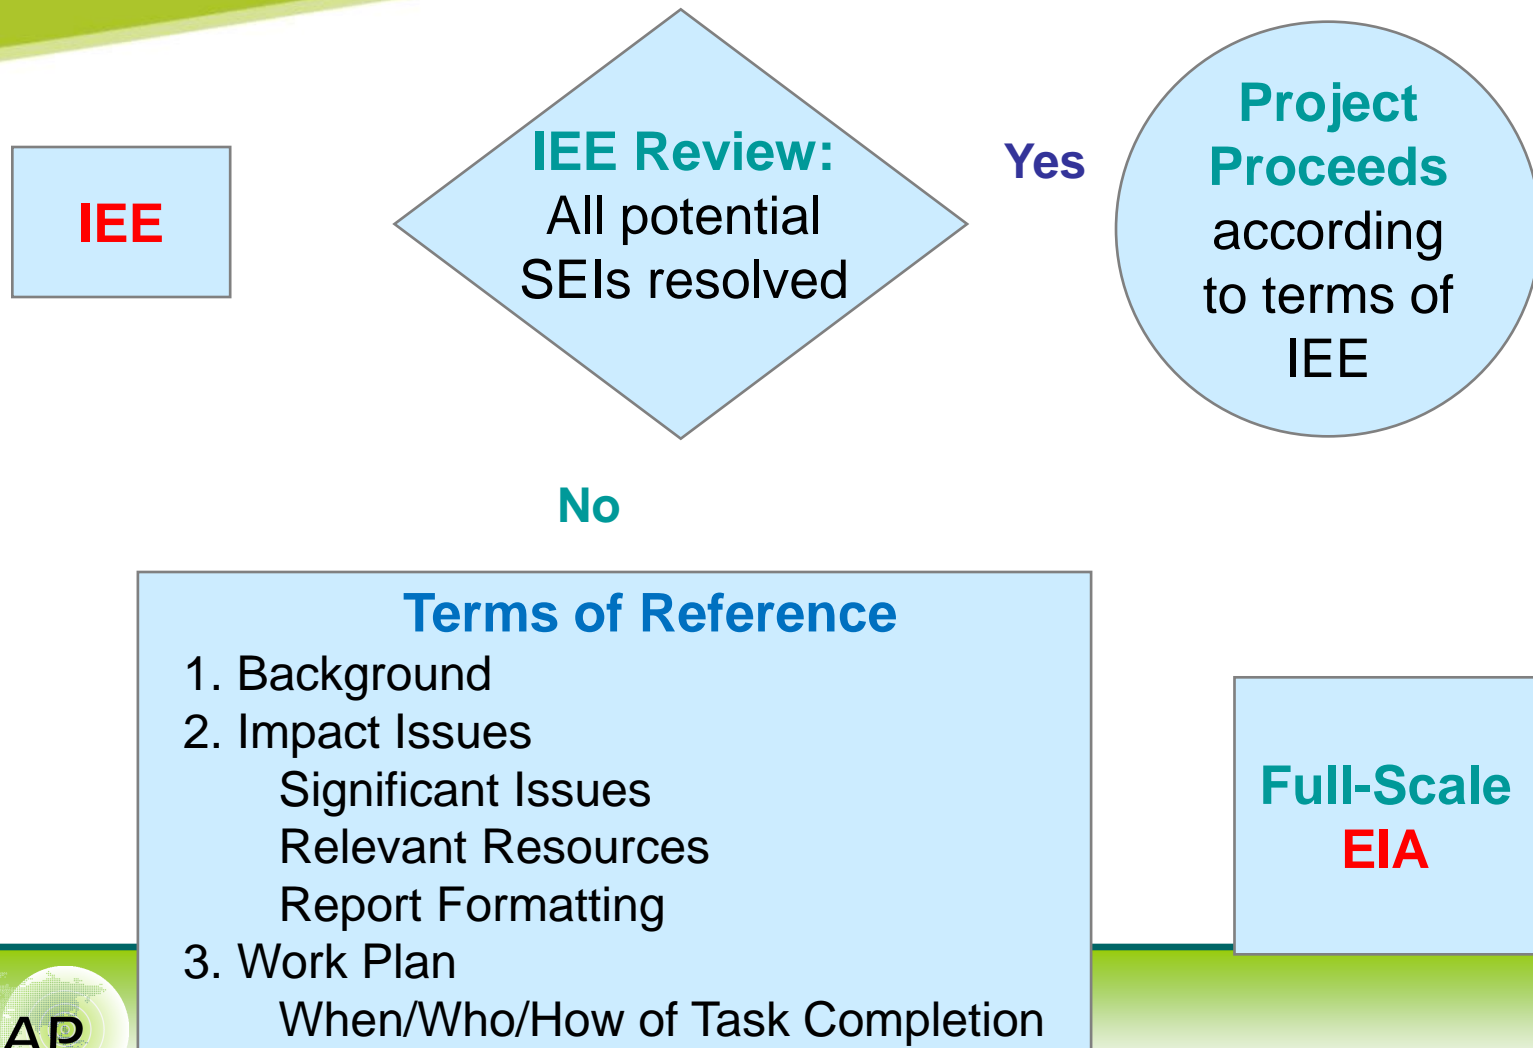 IEE
IEE Review:
All potential
SEIs resolved
Yes
Project
Proceeds
according
to terms of
IEE
No
Terms of Reference
1. Background
2. Impact Issues
Significant Issues
Relevant Resources
Report Formatting
3. Work Plan
When/Who/How of Task Completion
Full-Scale
EIA
AP